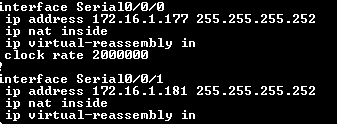 interface Serial0/0/0
 ip address 172.16.1.177 255.255.255.252
 ip nat inside
 ip virtual-reassembly in
 clock rate 2000000
!
interface Serial0/0/1
 ip address 172.16.1.181 255.255.255.252
 ip nat inside
 ip virtual-reassembly in